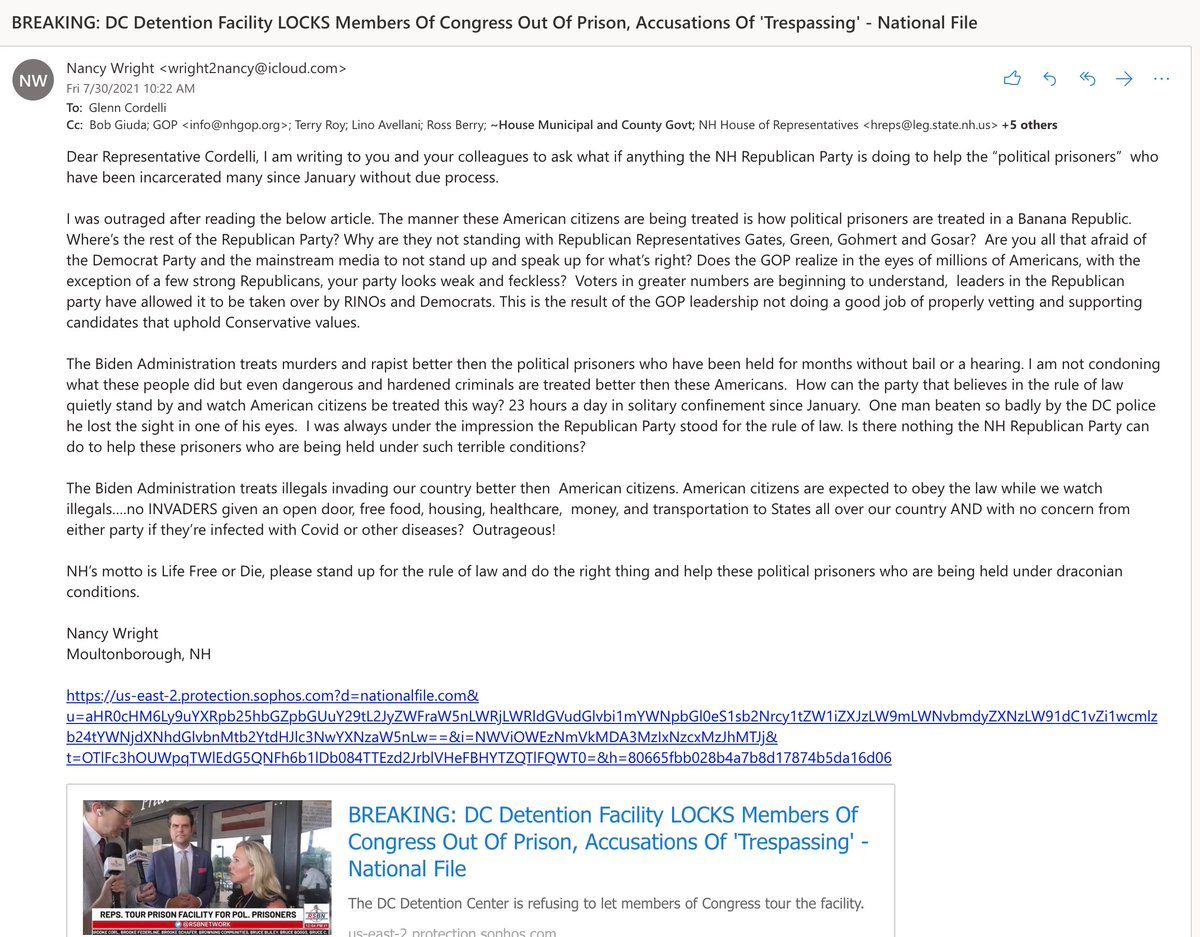 BREAKING: DC Detention Facility LOCKS Members Of Congress Out Of Prison, Accusations Of 'Trespassing' - National File
NW
Nancy Wright <wright2nancy@icloud.com>
Fri 7/30/2021 10:22 AM
To: Glenn Cordelli
Cc: Bob Giuda; GOP <info@nhgop.org>; Terry Roy; Lino Avellani; Ross Berry; ~House Municipal and County Govt; NH House of Representatives <hreps@leg.state.nh.us> +5 others
Dear Representative Cordelli, I am writing to you and your colleagues to ask what if anything the NH Republican Party is doing to help the “political prisoners”  who
have been incarcerated many since January without due process.
I was outraged after reading the below article. The manner these American citizens are being treated is how political prisoners are treated in a Banana Republic.
Where’s the rest of the Republican Party? Why are they not standing with Republican Representatives Gates, Green, Gohmert and Gosar?  Are you all that afraid of
the Democrat Party and the mainstream media to not stand up and speak up for what’s right? Does the GOP realize in the eyes of millions of Americans, with the
exception of a few strong Republicans, your party looks weak and feckless?  Voters in greater numbers are beginning to understand,  leaders in the Republican
party have allowed it to be taken over by RINOs and Democrats. This is the result of the GOP leadership not doing a good job of properly vetting and supporting
candidates that uphold Conservative values.
The Biden Administration treats murders and rapist better then the political prisoners who have been held for months without bail or a hearing. I am not condoning
what these people did but even dangerous and hardened criminals are treated better then these Americans.  How can the party that believes in the rule of law
quietly stand by and watch American citizens be treated this way? 23 hours a day in solitary confinement since January.  One man beaten so badly by the DC police
he lost the sight in one of his eyes.  I was always under the impression the Republican Party stood for the rule of law. Is there nothing the NH Republican Party can
do to help these prisoners who are being held under such terrible conditions?
The Biden Administration treats illegals invading our country better then  American citizens. American citizens are expected to obey the law while we watch
illegals....no INVADERS given an open door, free food, housing, healthcare,  money, and transportation to States all over our country AND with no concern from
either party if they’re infected with Covid or other diseases?  Outrageous!
NH’s motto is Life Free or Die, please stand up for the rule of law and do the right thing and help these political prisoners who are being held under draconian
conditions.
Nancy Wright
Moultonborough, NH
https://us-east-2.protection.sophos.com?d=nationalfile.com&
u=aHR0cHM6Ly9uYXRpb25hbGZpbGUuY29tL2JyZWFraW5nLWRjLWRldGVudGlvbi1mYWNpbGl0eS1sb2Nrcy1tZW1iZXJzLW9mLWNvbmdyZXNzLW91dC1vZi1wcmlz
b24tYWNjdXNhdGlvbnMtb2YtdHJlc3NwYXNzaW5nLw==&i=NWViOWEzNmVkMDA3MzIxNzcxMzJhMTJj&
t=OTlFc3hOUWpqTWlEdG5QNFh6b1lDb084TTEzd2JrblVHeFBHYTZQTlFQWT0=&h=80665fbb028b4a7b8d17874b5da16d06
BREAKING: DC Detention Facility LOCKS Members Of
Congress Out Of Prison, Accusations Of 'Trespassing' -
National File
The DC Detention Center is refusing to let members of Congress tour the facility.
us-east-2.protection.sophos.com
REPS. TOUR PRISON FACILITY FOR POL. PRISONERS
RSBN
@RSBNETWORK